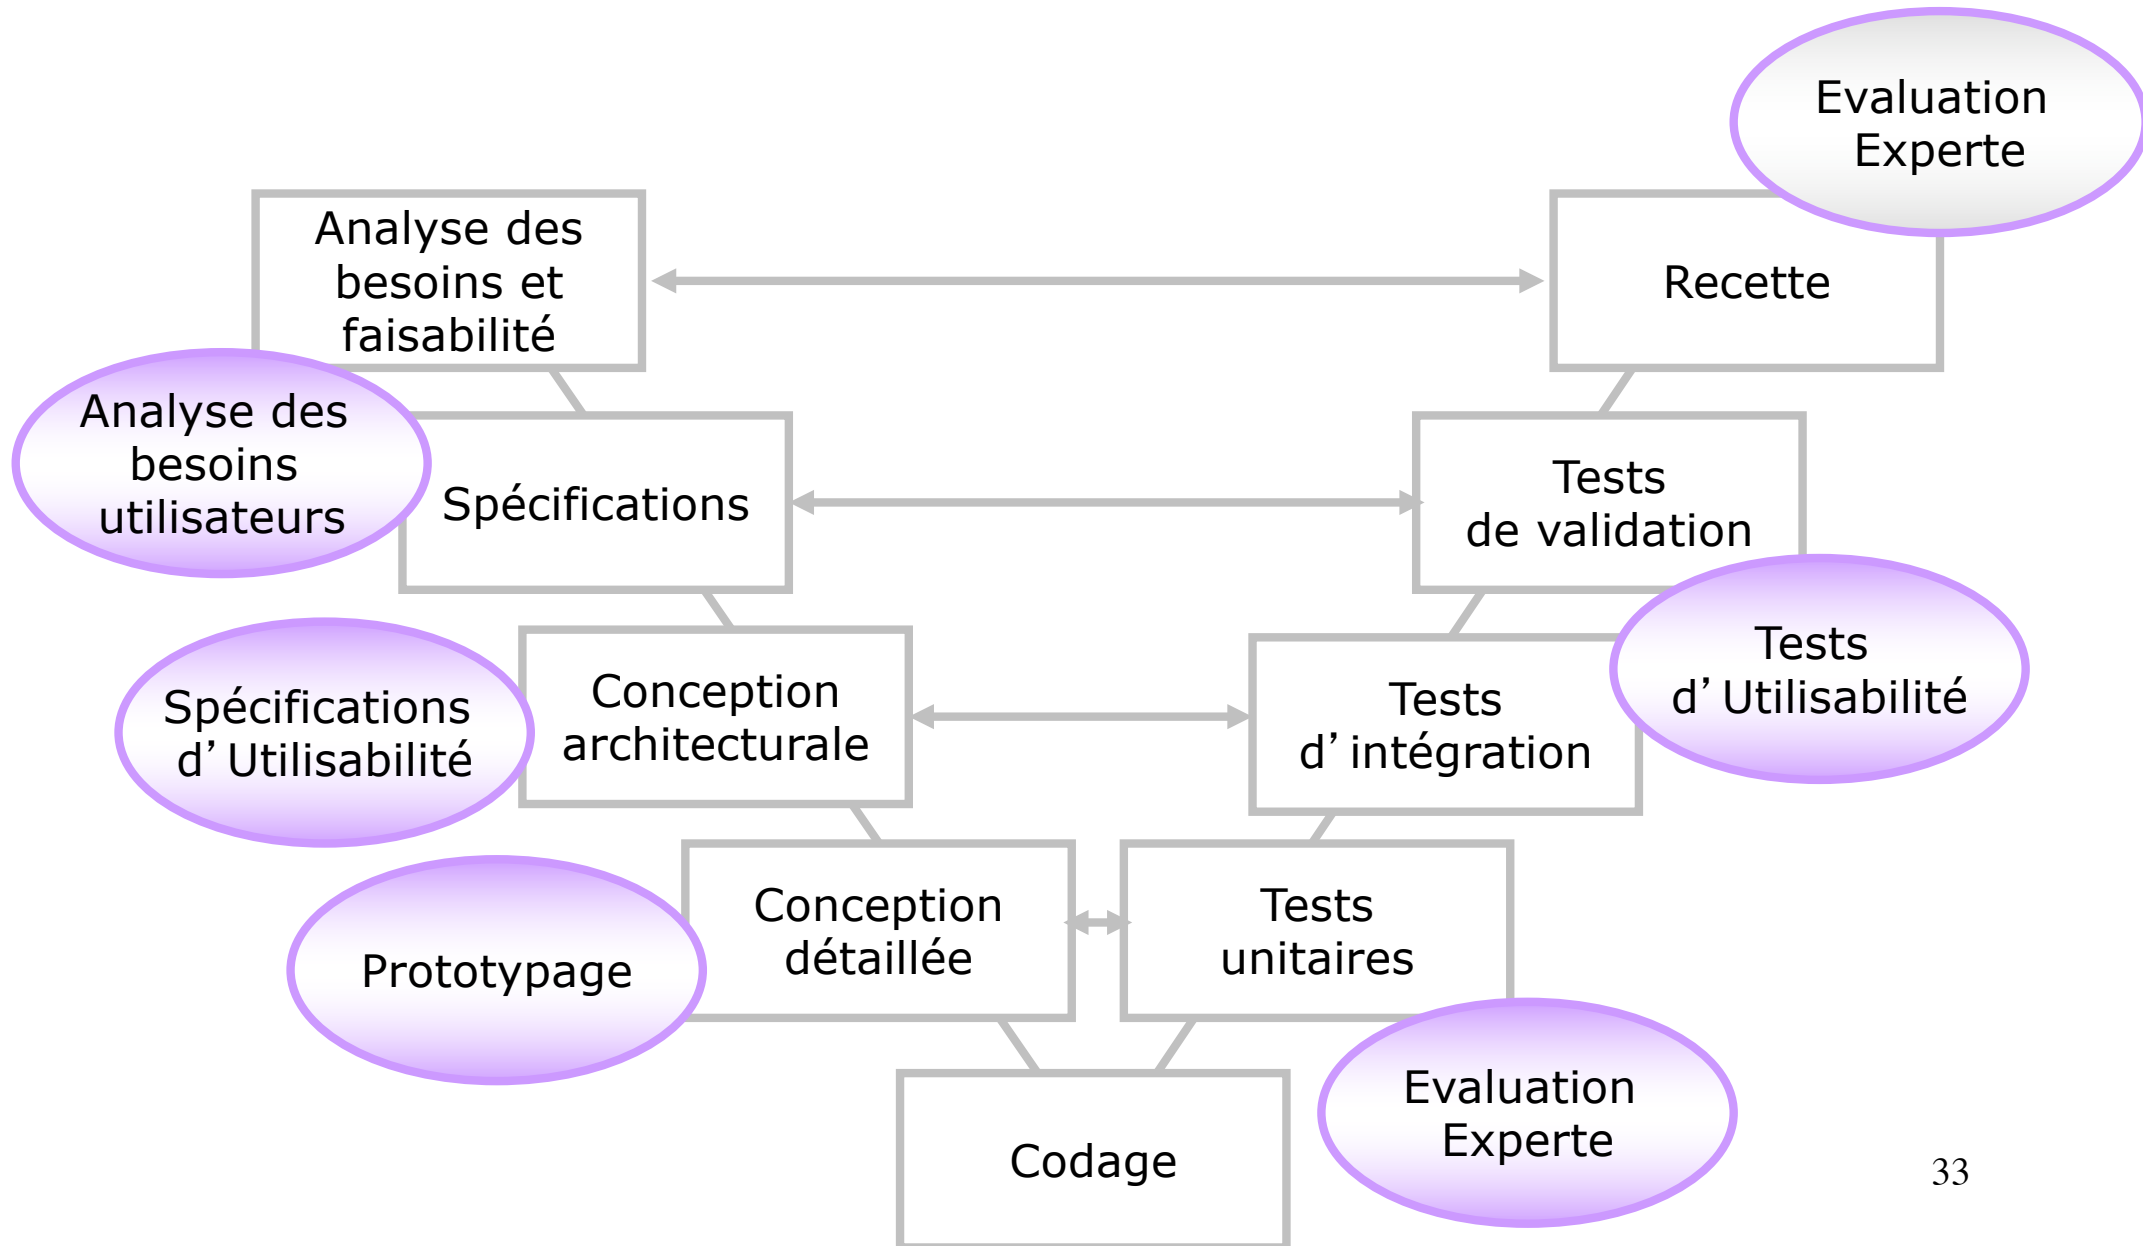 Evaluation
Experte
Analyse des
besoins et
faisabilité
Recette
Analyse des
besoins
utilisateurs
Spécifications
Tests
de validation
Spécifications
d’Utilisabilité
Conception
architecturale
Tests
d’intégration
Tests
d’Utilisabilité
Prototypage
Conception
détaillée
Tests
unitaires
Codage
Evaluation
Experte
33